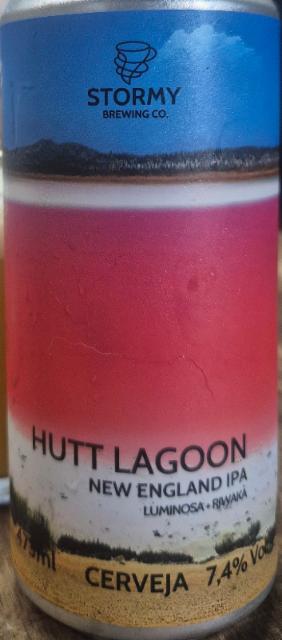 STORMY
BREWING CO.
HUTT LAGOON
NEW ENGLAND IPA
LUMINOSA + RIWAKA
473ml
CERVEJA 7,4% Vol